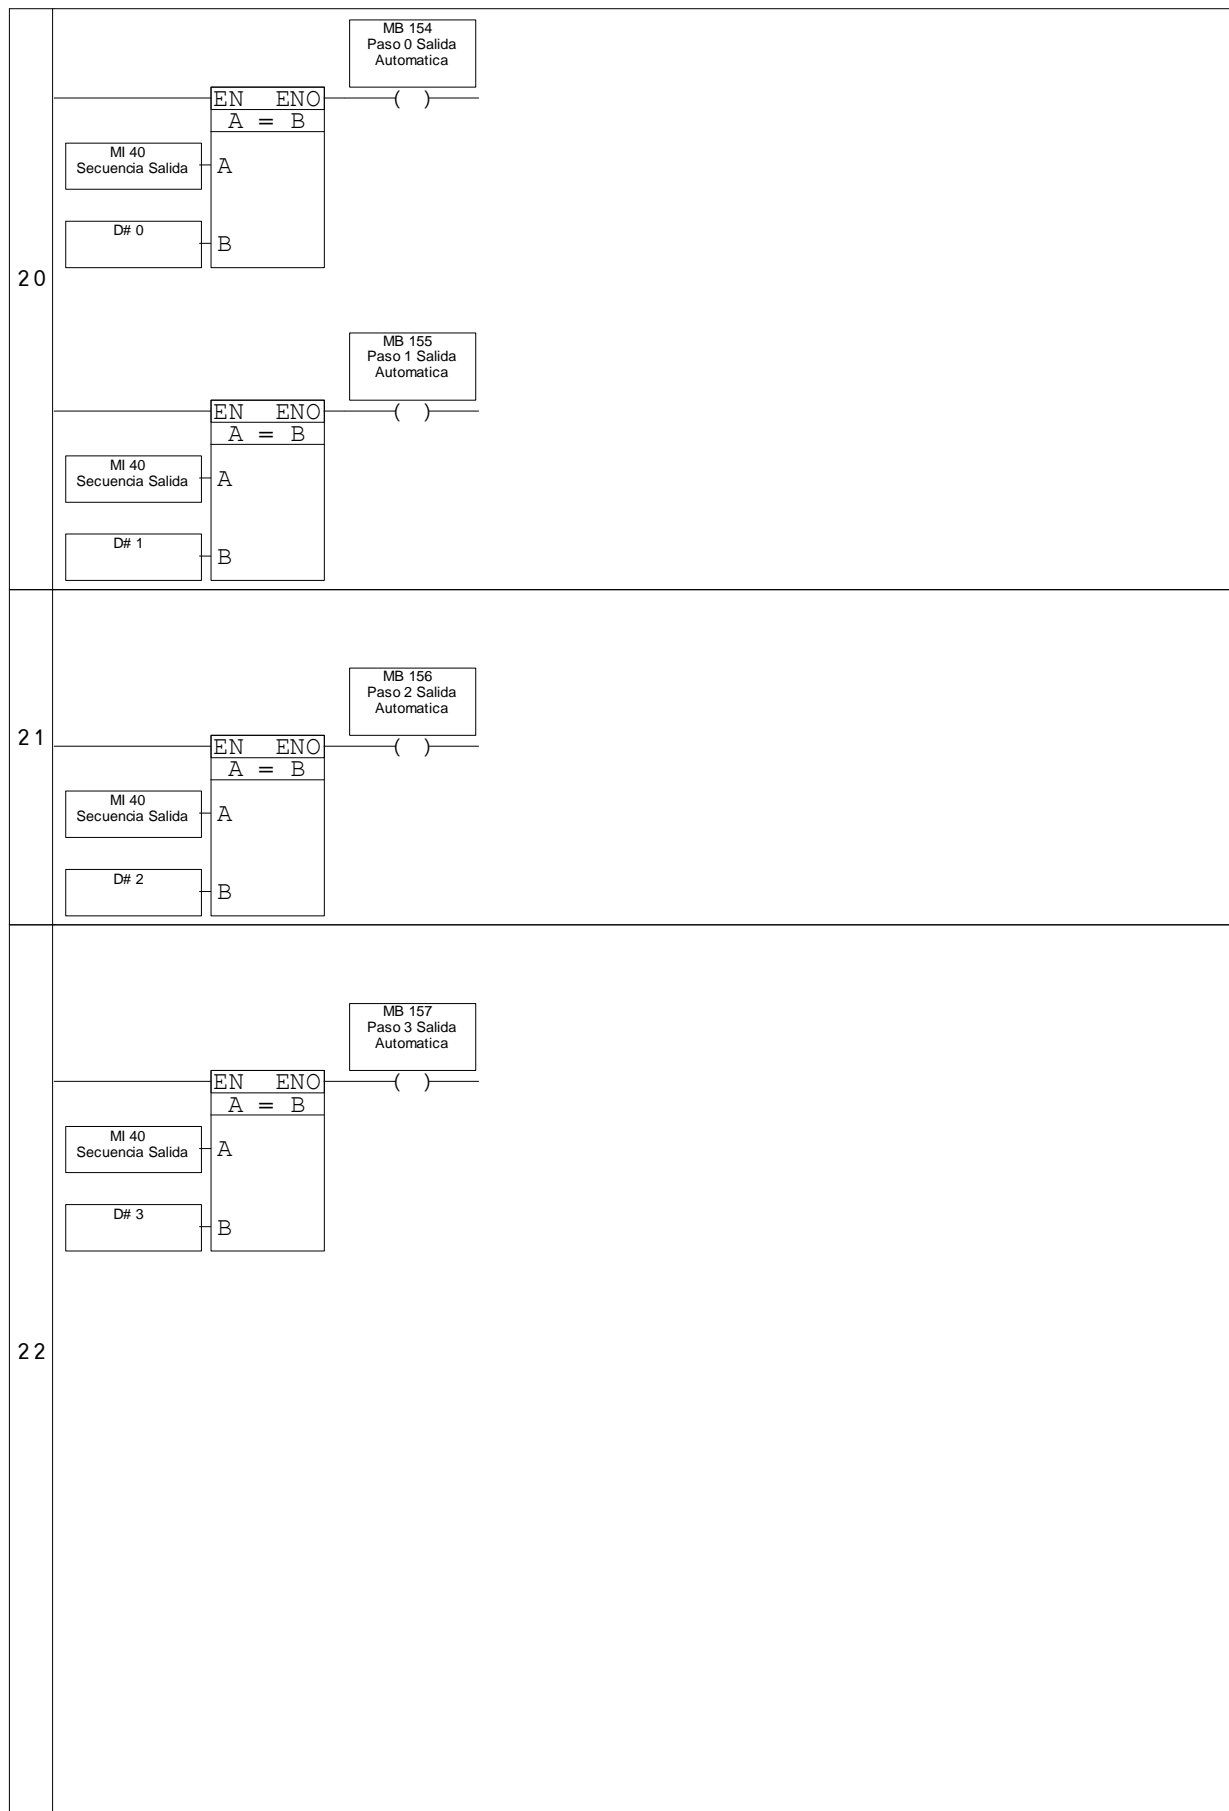 MB 154
Paso 0 Salida
Automatica
EN ENO
A = B
MI 40
Secuencia Salida
A
D# 0
B
20
MB 155
Paso 1 Salida
Automatica
EN ENO
A = B
MI 40
Secuencia Salida
A
D# 1
B
MB 156
Paso 2 Salida
Automatica
21
EN ENO
A = B
MI 40
Secuencia Salida
A
D# 2
B
MB 157
Paso 3 Salida
Automatica
EN ENO
A = B
MI 40
Secuencia Salida
A
D# 3
B
22